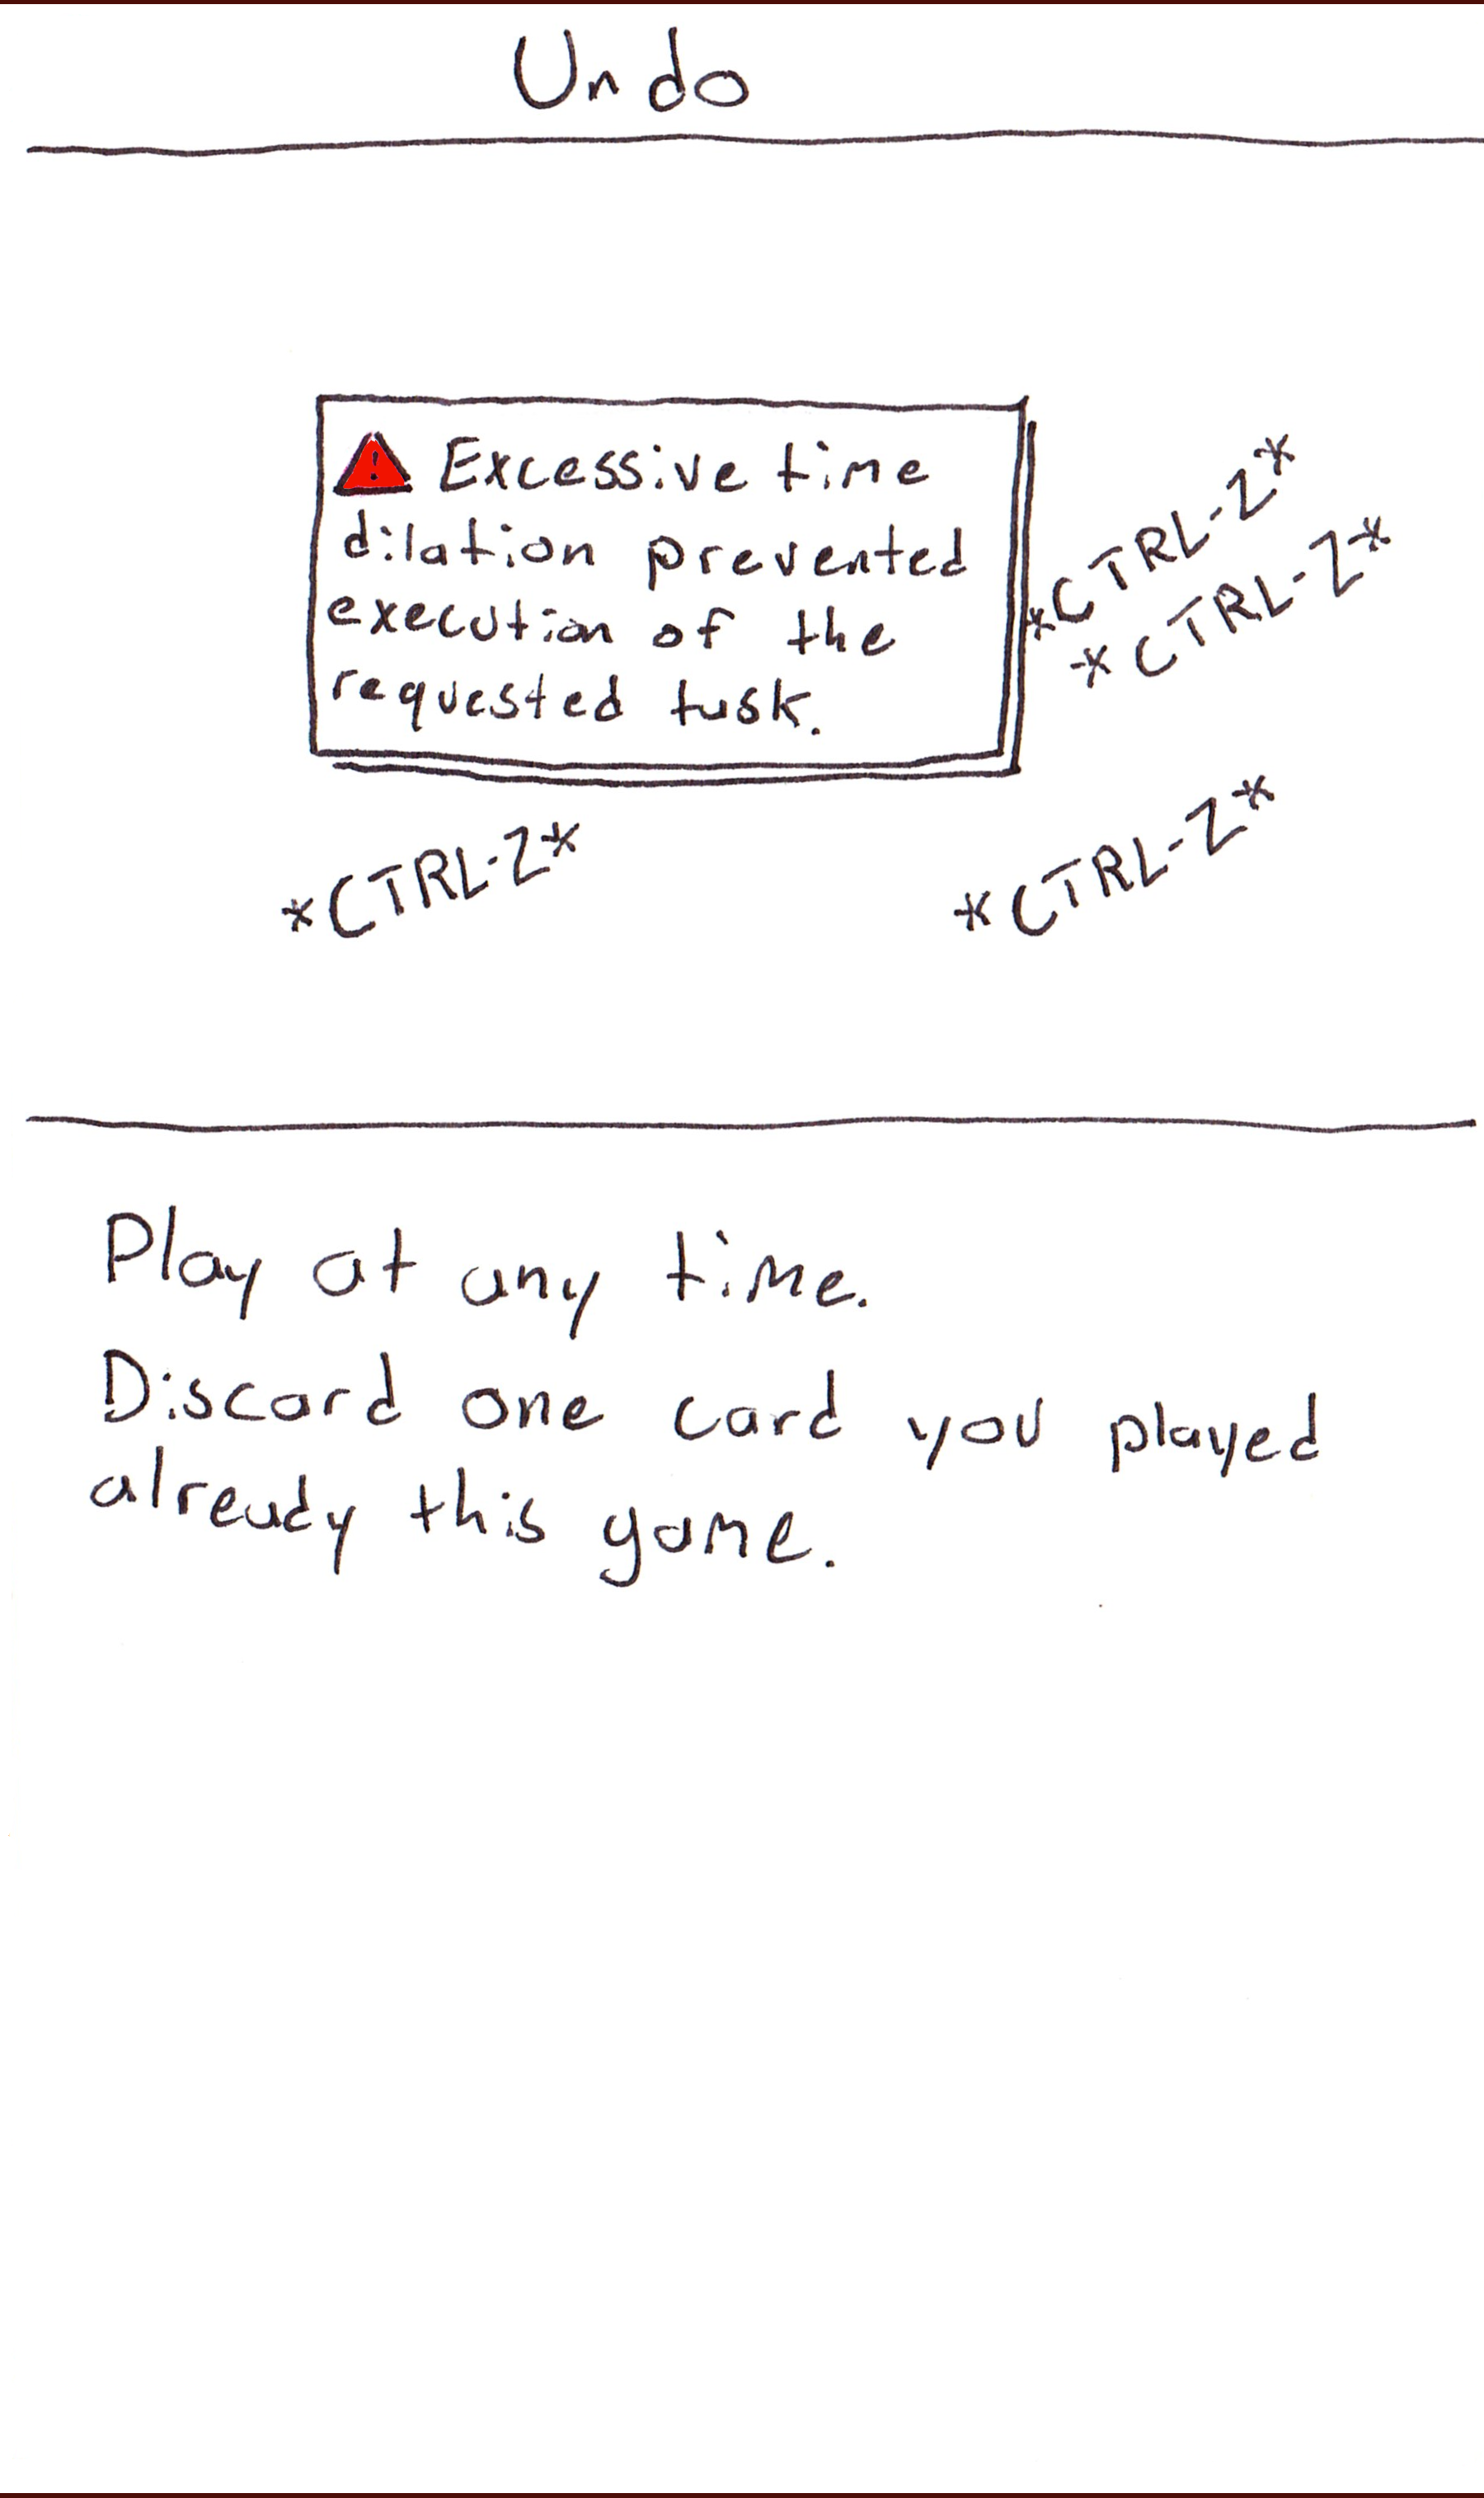 Undo
! Excessive time
dilation prevented
execution of the
requested task.
*CTRL-Z*
*CTRL-Z*
*CTRL-Z*
*CTRL-Z*
Play at any time.
Discard one card you played
already this game.